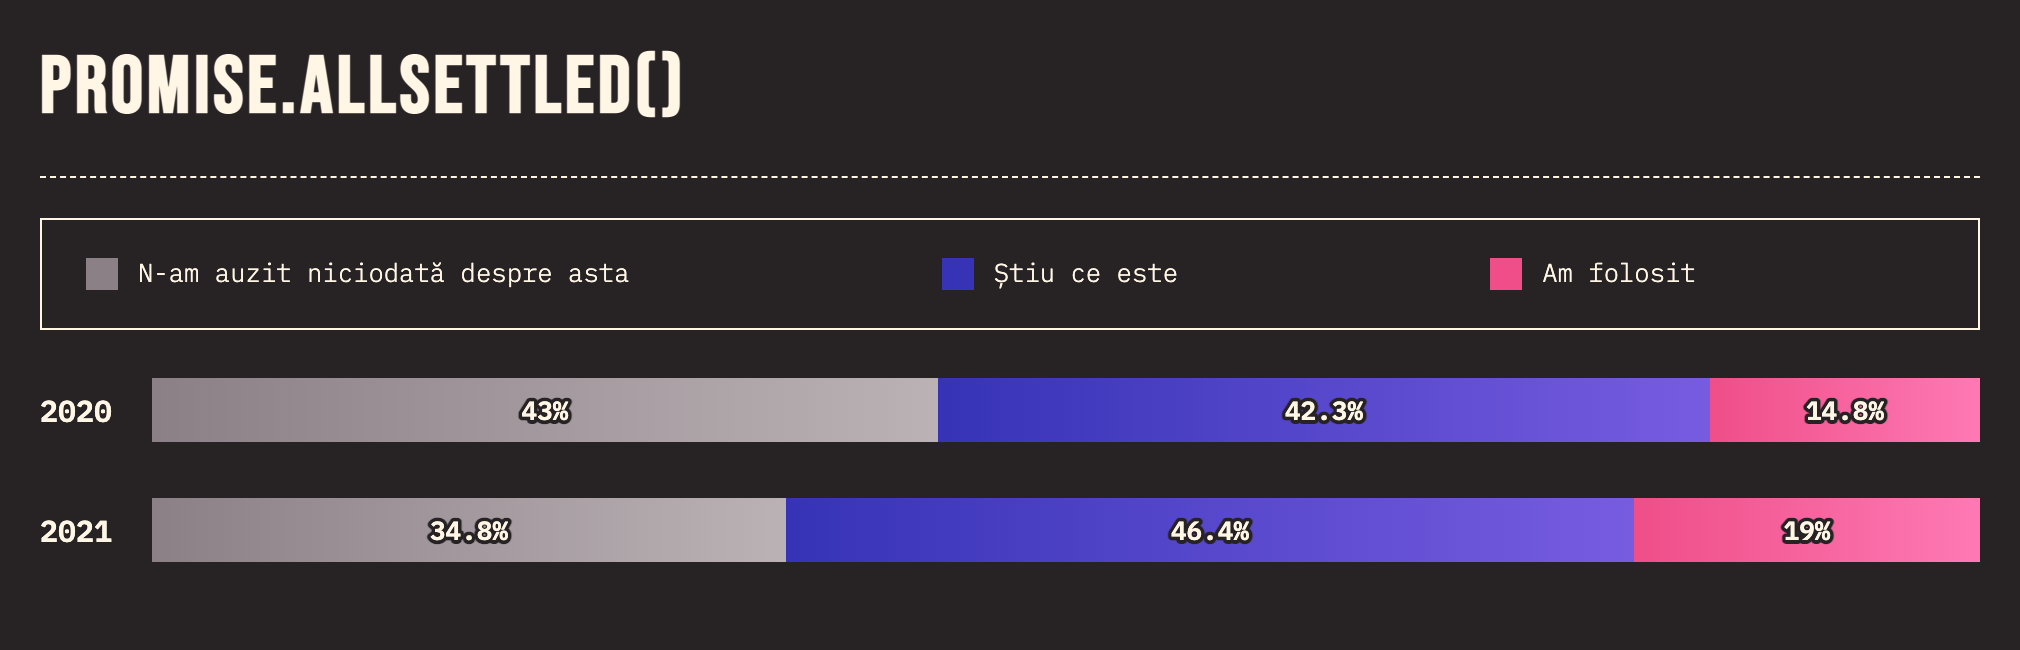 PROMISE.ALLSETTLED()
N-am auzit niciodată despre asta
Știu ce este
Am folosit
2020 43% 42.3% 14.8%
2021 34.8% 46.4% 19%